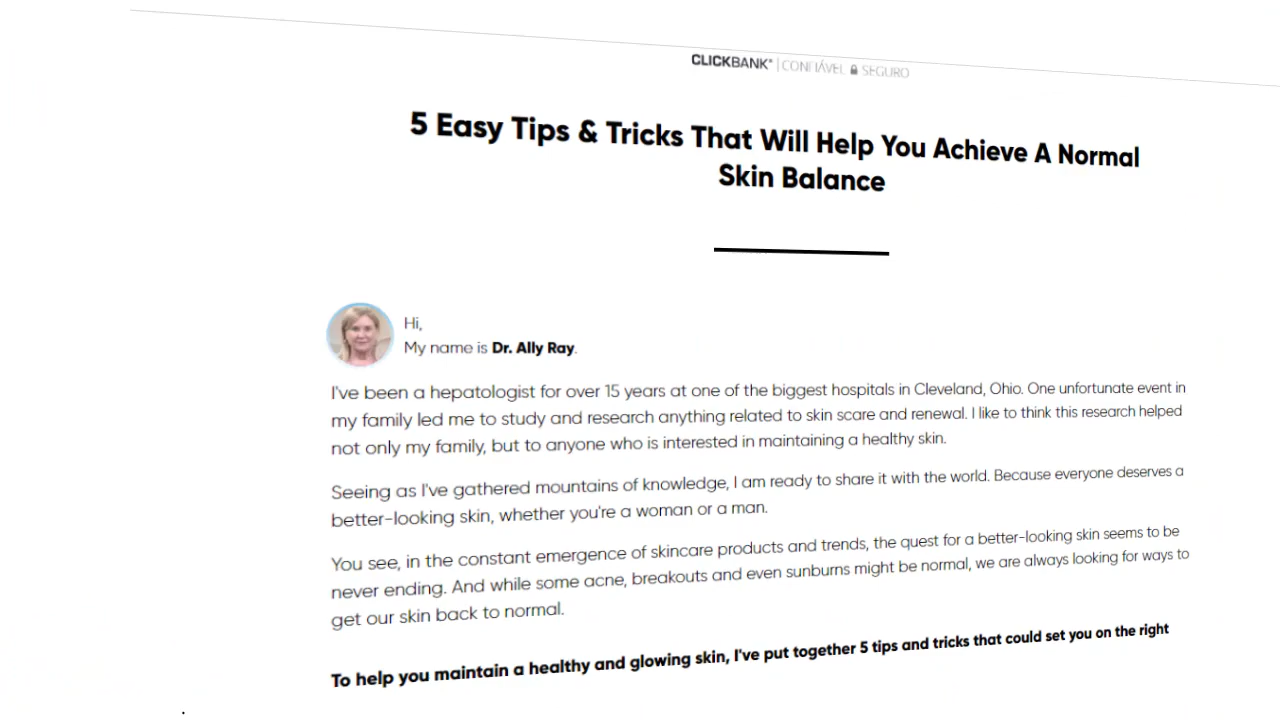 CLICKBANK® | CONFIÁVEL SEGURO
5 Easy Tips & Tricks That Will Help You Achieve A Normal
Skin Balance
Hi,
My name is Dr. Ally Ray.
I've been a hepatologist for over 15 years at one of the biggest hospitals in Cleveland, Ohio. One unfortunate event in
my family led me to study and research anything related to skin scare and renewal. I like to think this research helped
not only my family, but to anyone who is interested in maintaining a healthy skin.
Seeing as I've gathered mountains of knowledge, I am ready to share it with the world. Because everyone deserves a
better-looking skin, whether you're a woman or a man.
You see, in the constant emergence of skincare products and trends, the quest for a better-looking skin seems to be
never ending. And while some acne, breakouts and even sunburns might be normal, we are always looking for ways to
get our skin back to normal.
To help you maintain a healthy and glowing skin, I've put together 5 tips and tricks that could set you on the right